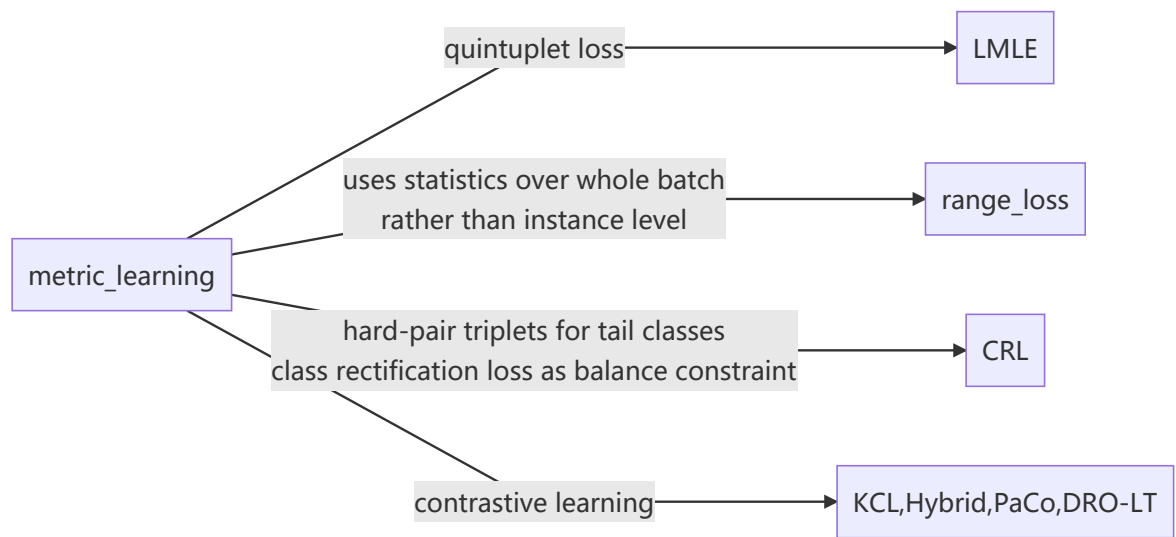 quintuplet loss
LMLE
uses statistics over whole batch
rather than instance level
range_loss
metric_learning
hard-pair triplets for tail classes
class rectification loss as balance constraint
CRL
contrastive learning
KCL,Hybrid,PaCo,DRO-LT